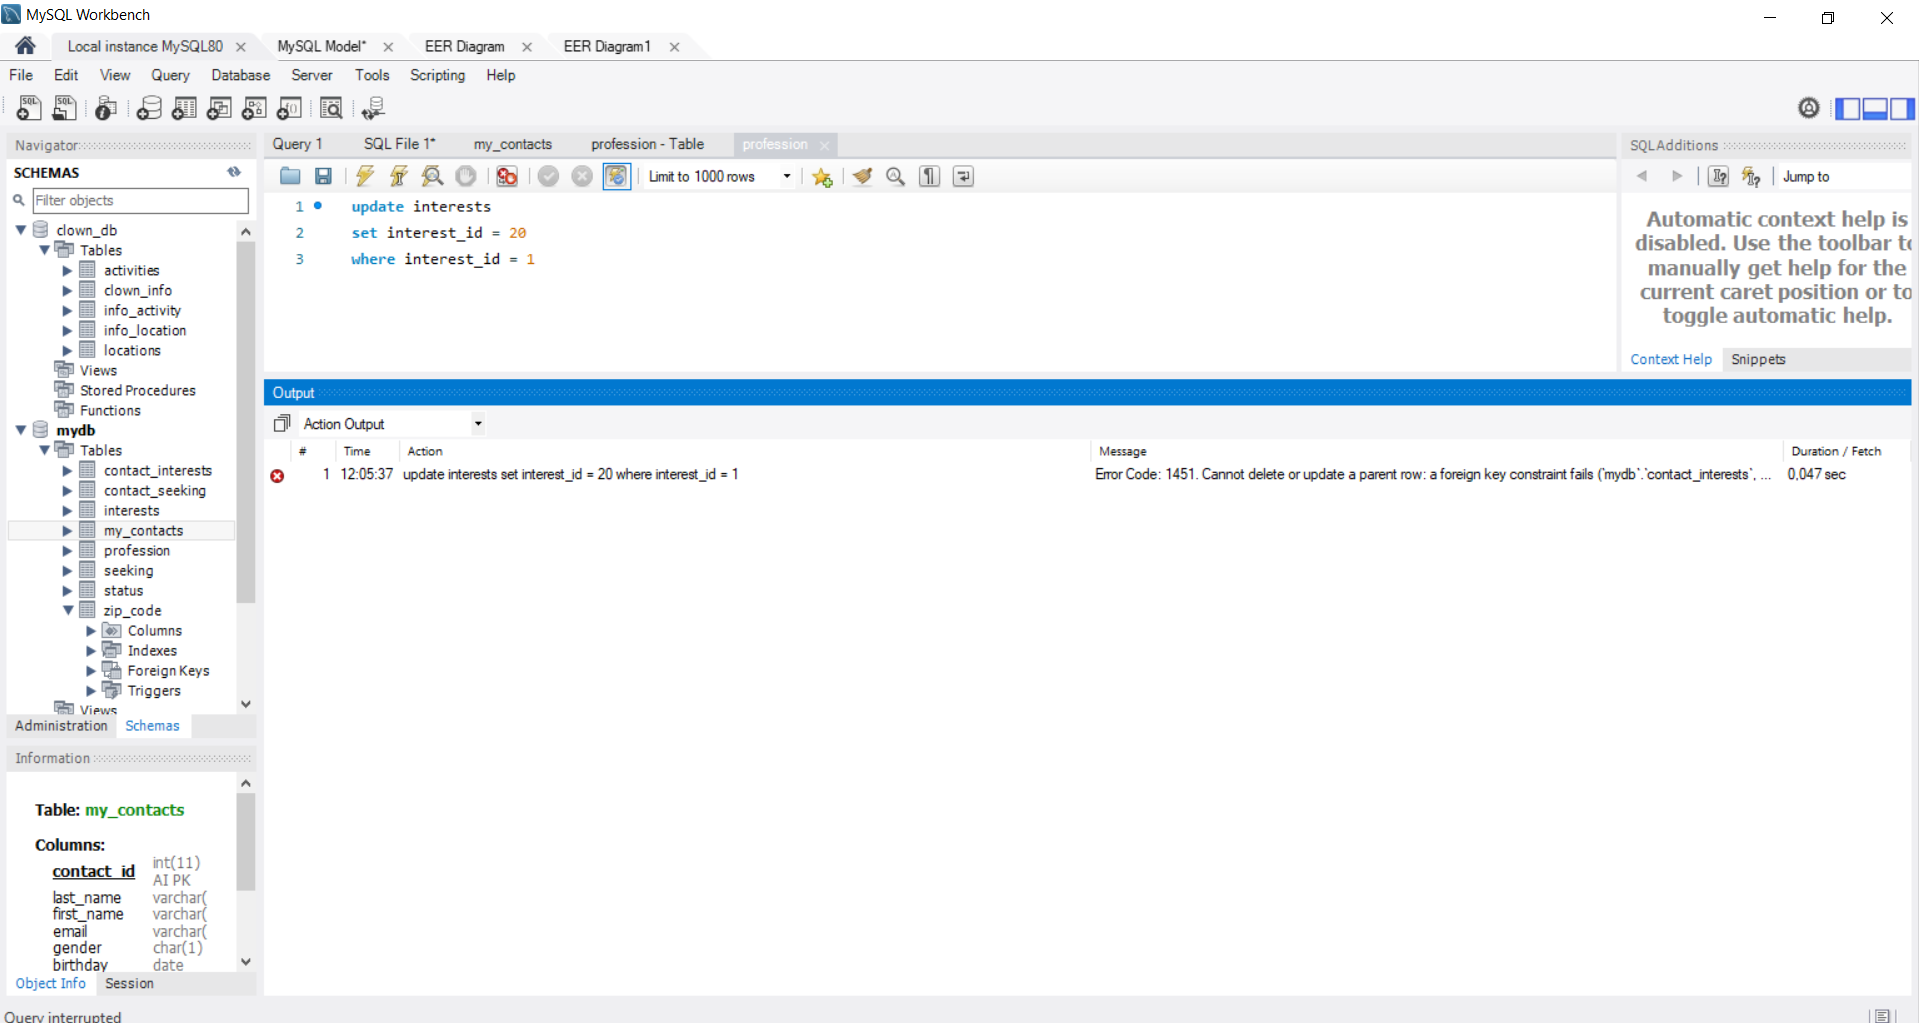 MySQL Workbench
Local instance MySQL80
MySQL Model*
EER Diagram
EER Diagram1
File Edit View Query Database Server Tools Scripting Help
Navigator
SCHEMAS
Filter objects
clown_db
Tables
activities
clown_info
info_activity
info_location
locations
Views
Stored Procedures
Functions
mydb
Tables
contact_interests
contact_seeking
interests
my_contacts
profession
seeking
status
zip_code
Columns
Indexes
Foreign Keys
Triggers
Views
Administration Schemas
Information
Table: my_contacts
Columns:
contact_id int(11) AI PK
last_name varchar(
first_name varchar(
email varchar(
gender char(1)
birthday date
Object Info Session
Query interrupted
Query 1 SQL File 1* my_contacts profession - Table profession
Limit to 1000 rows
1 update interests
2 set interest_id = 20
3 where interest_id = 1
Output
Action Output
# Time Action Message Duration / Fetch
1 12:05:37 update interests set interest_id = 20 where interest_id = 1 Error Code: 1451. Cannot delete or update a parent row: a foreign key constraint fails (`mydb`.`contact_interests`, ... 0,047 sec
SQLAdditions
Jump to
Automatic context help is
disabled. Use the toolbar to
manually get help for the
current caret position or to
toggle automatic help.
Context Help Snippets